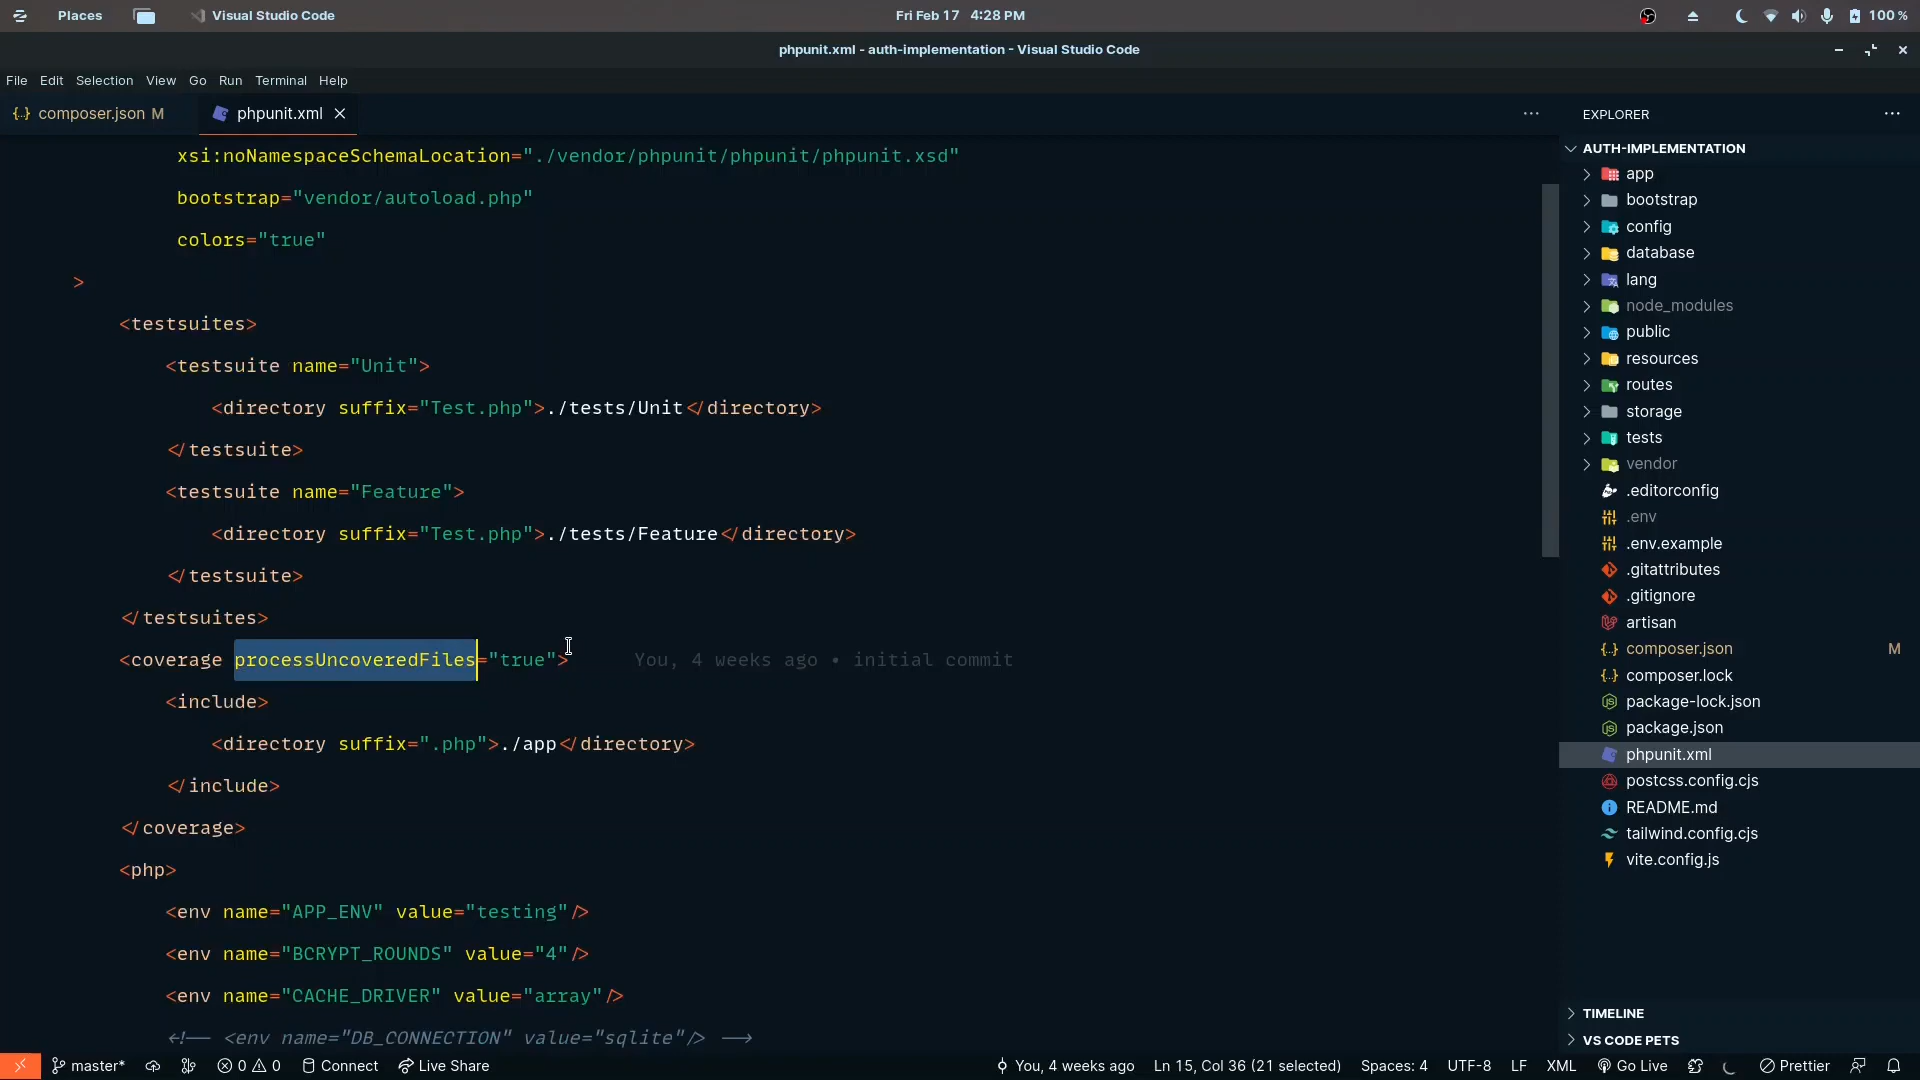 Places
Visual Studio Code
Fri Feb 17 4:28 PM
100 %
phpunit.xml - auth-implementation - Visual Studio Code
File Edit Selection View Go Run Terminal Help
{..} composer.json M
phpunit.xml
EXPLORER
xsi:noNamespaceSchemaLocation="./vendor/phpunit/phpunit/phpunit.xsd"
bootstrap="vendor/autoload.php"
colors="true"
>
<testsuites>
<testsuite name="Unit">
<directory suffix="Test.php">./tests/Unit</directory>
</testsuite>
<testsuite name="Feature">
<directory suffix="Test.php">./tests/Feature</directory>
</testsuite>
</testsuites>
<coverage processUncoveredFiles="true"> You, 4 weeks ago • initial commit
<include>
<directory suffix=".php">./app</directory>
</include>
</coverage>
<php>
<env name="APP_ENV" value="testing"/>
<env name="BCRYPT_ROUNDS" value="4"/>
<env name="CACHE_DRIVER" value="array"/>
<!-- <env name="DB_CONNECTION" value="sqlite"/> -->
AUTH-IMPLEMENTATION
app
bootstrap
config
database
lang
node_modules
public
resources
routes
storage
tests
vendor
.editorconfig
.env
.env.example
.gitattributes
.gitignore
artisan
{..} composer.json M
{..} composer.lock
package-lock.json
package.json
phpunit.xml
postcss.config.cjs
README.md
tailwind.config.cjs
vite.config.js
TIMELINE
VS CODE PETS
master* 0 0 Connect Live Share You, 4 weeks ago Ln 15, Col 36 (21 selected) Spaces: 4 UTF-8 LF XML Go Live Prettier